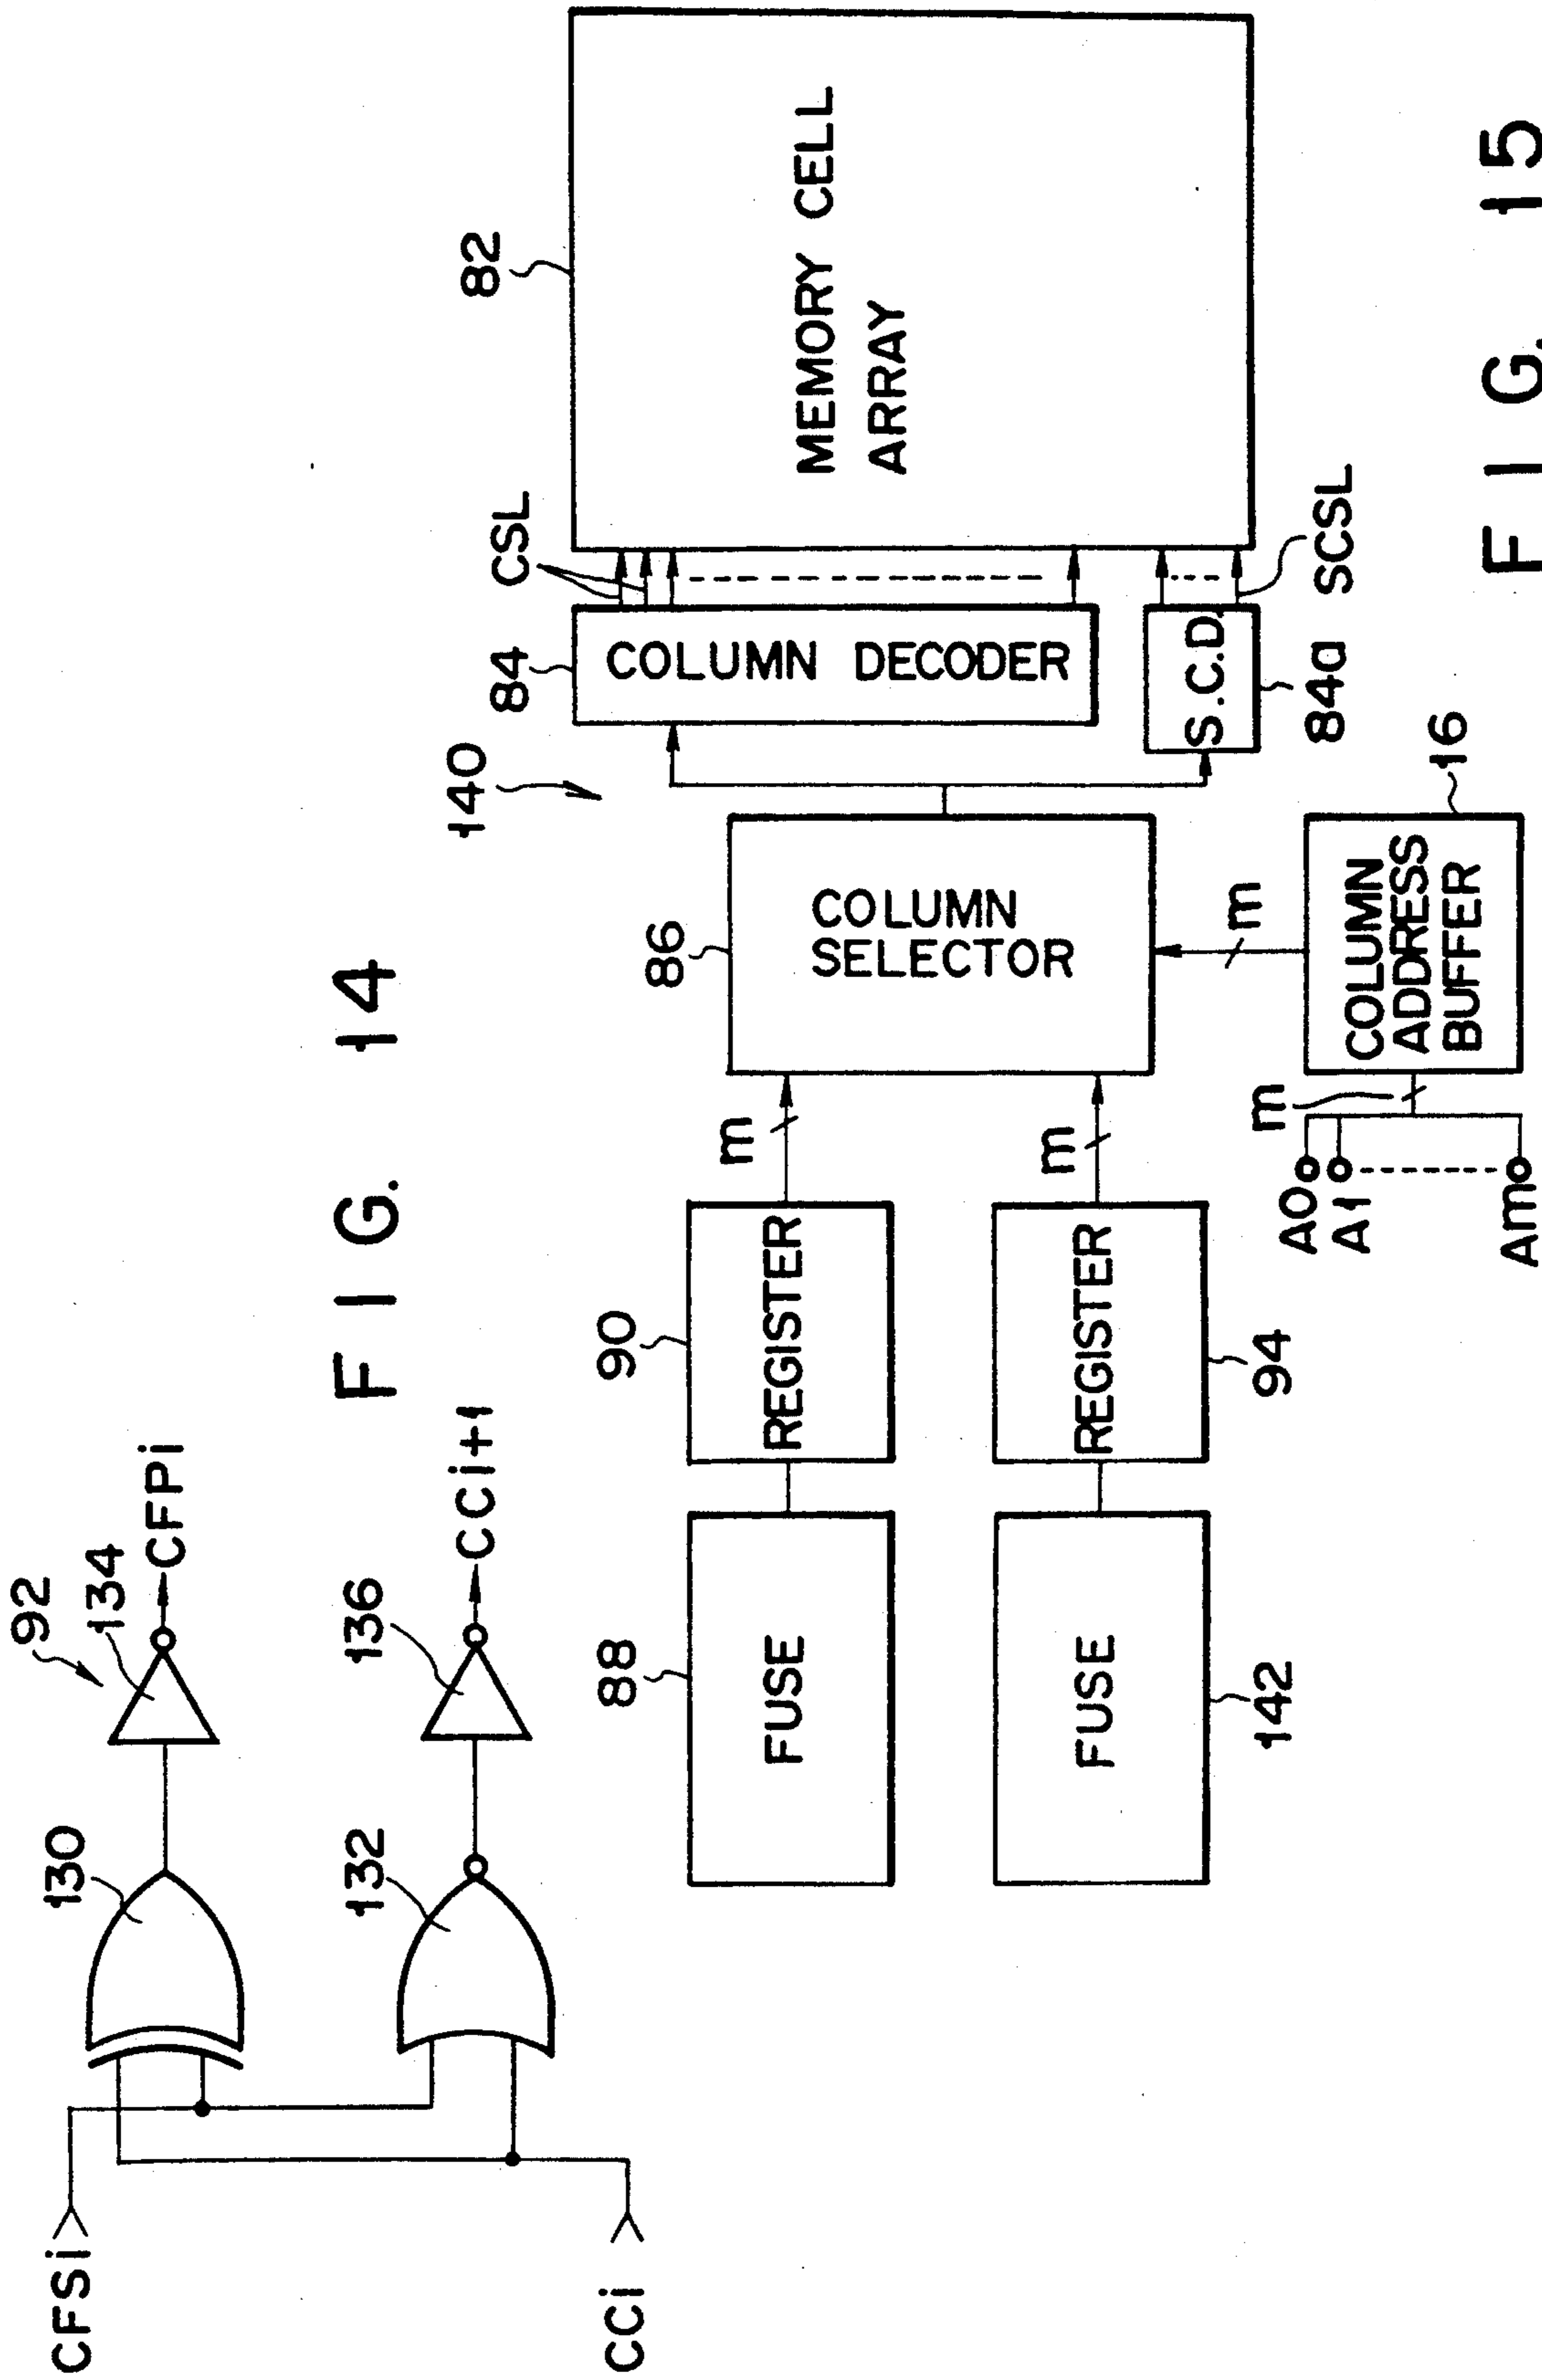 CFSi
CCi
130
132
92
134
136
CFPi
CCi+1
FIG. 14
140
82
MEMORY CELL
ARRAY
CSL
84
COLUMN DECODER
S.C.D.
84a
SCSL
86
COLUMN
SELECTOR
m
m
m
m
90
REGISTER
REGISTER
94
88
FUSE
FUSE
142
16
COLUMN
ADDRESS
BUFFER
A0
A1
Am
FIG. 15